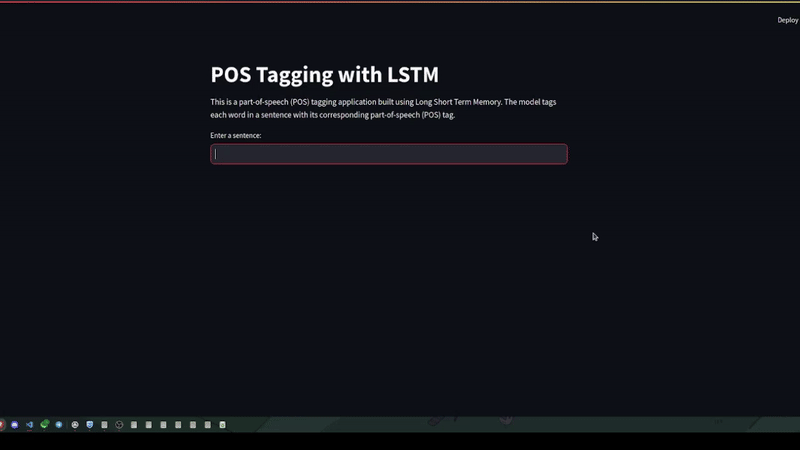 Deploy
POS Tagging with LSTM
This is a part-of-speech (POS) tagging application built using Long Short Term Memory. The model tags
each word in a sentence with its corresponding part-of-speech (POS) tag.
Enter a sentence: